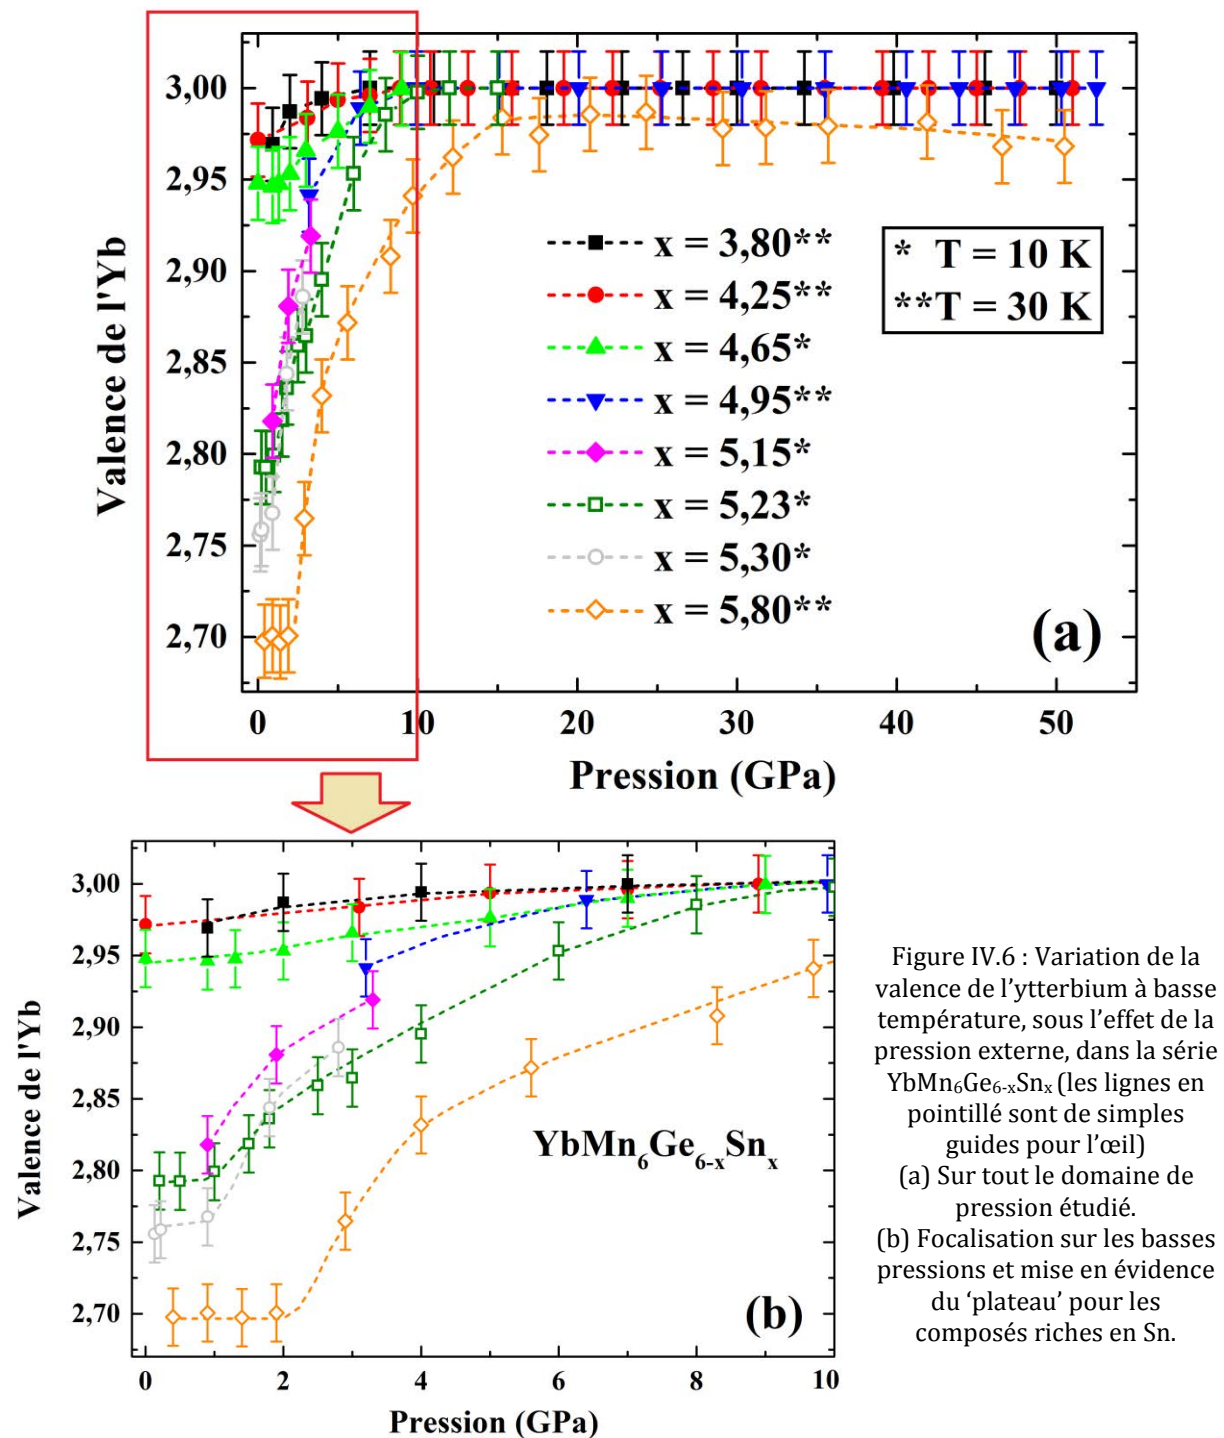 3,00
2,95
2,90
2,85
2,80
2,75
2,70
Valence de l'Yb
x = 3,80**
x = 4,25**
x = 4,65*
x = 4,95**
x = 5,15*
x = 5,23*
x = 5,30*
x = 5,80**
* T = 10 K
**T = 30 K
(a)
0 10 20 30 40 50
Pression (GPa)
3,00
2,95
2,90
2,85
2,80
2,75
2,70
Valence de l'Yb
YbMn₆Ge₆₋ₓSnₓ
(b)
0 2 4 6 8 10
Pression (GPa)
Figure IV.6 : Variation de la
valence de l’ytterbium à basse
température, sous l’effet de la
pression externe, dans la série
YbMn₆Ge₆₋ₓSnₓ (les lignes en
pointillé sont de simples
guides pour l’œil)
(a) Sur tout le domaine de
pression étudié.
(b) Focalisation sur les basses
pressions et mise en évidence
du ‘plateau’ pour les
composés riches en Sn.